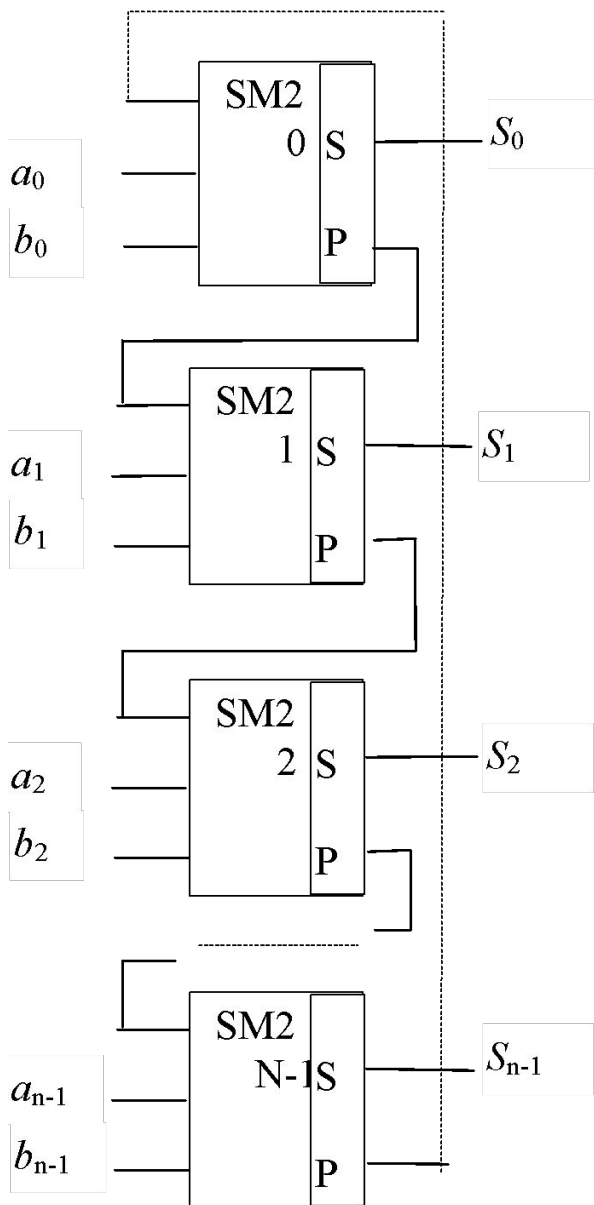 SM2
0 S
S₀
a₀
b₀
P
SM2
1 S
S₁
a₁
b₁
P
SM2
2 S
S₂
a₂
b₂
P
SM2
N-1 S
Sₙ₋₁
aₙ₋₁
bₙ₋₁
P